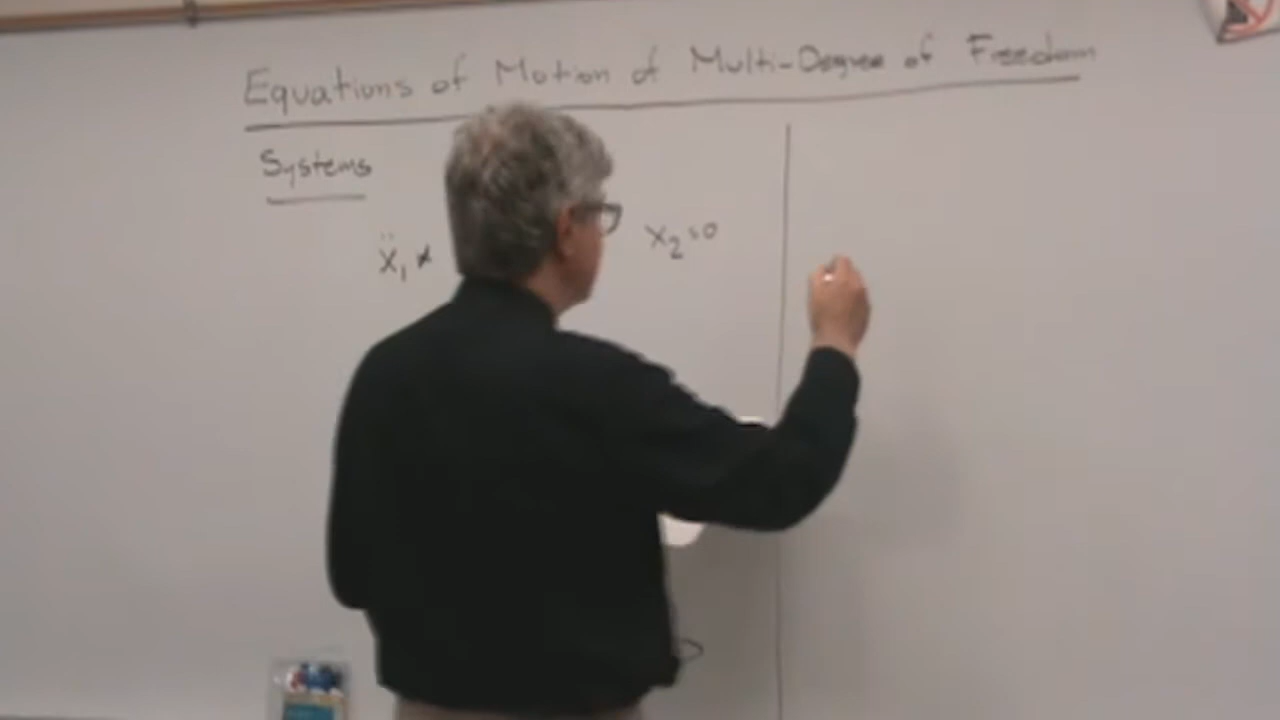 Equations of Motion of Multi-Degree of Freedom
Systems
ẍ₁ x₂=0